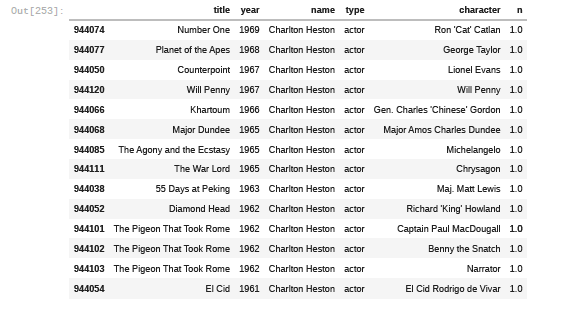 Out[253]:
title year name type character n
944074 Number One 1969 Charlton Heston actor Ron 'Cat' Catlan 1.0
944077 Planet of the Apes 1968 Charlton Heston actor George Taylor 1.0
944050 Counterpoint 1967 Charlton Heston actor Lionel Evans 1.0
944120 Will Penny 1967 Charlton Heston actor Will Penny 1.0
944066 Khartoum 1966 Charlton Heston actor Gen. Charles 'Chinese' Gordon 1.0
944068 Major Dundee 1965 Charlton Heston actor Major Amos Charles Dundee 1.0
944085 The Agony and the Ecstasy 1965 Charlton Heston actor Michelangelo 1.0
944111 The War Lord 1965 Charlton Heston actor Chrysagon 1.0
944038 55 Days at Peking 1963 Charlton Heston actor Maj. Matt Lewis 1.0
944052 Diamond Head 1962 Charlton Heston actor Richard 'King' Howland 1.0
944101 The Pigeon That Took Rome 1962 Charlton Heston actor Captain Paul MacDougall 1.0
944102 The Pigeon That Took Rome 1962 Charlton Heston actor Benny the Snatch 1.0
944103 The Pigeon That Took Rome 1962 Charlton Heston actor Narrator 1.0
944054 El Cid 1961 Charlton Heston actor El Cid Rodrigo de Vivar 1.0